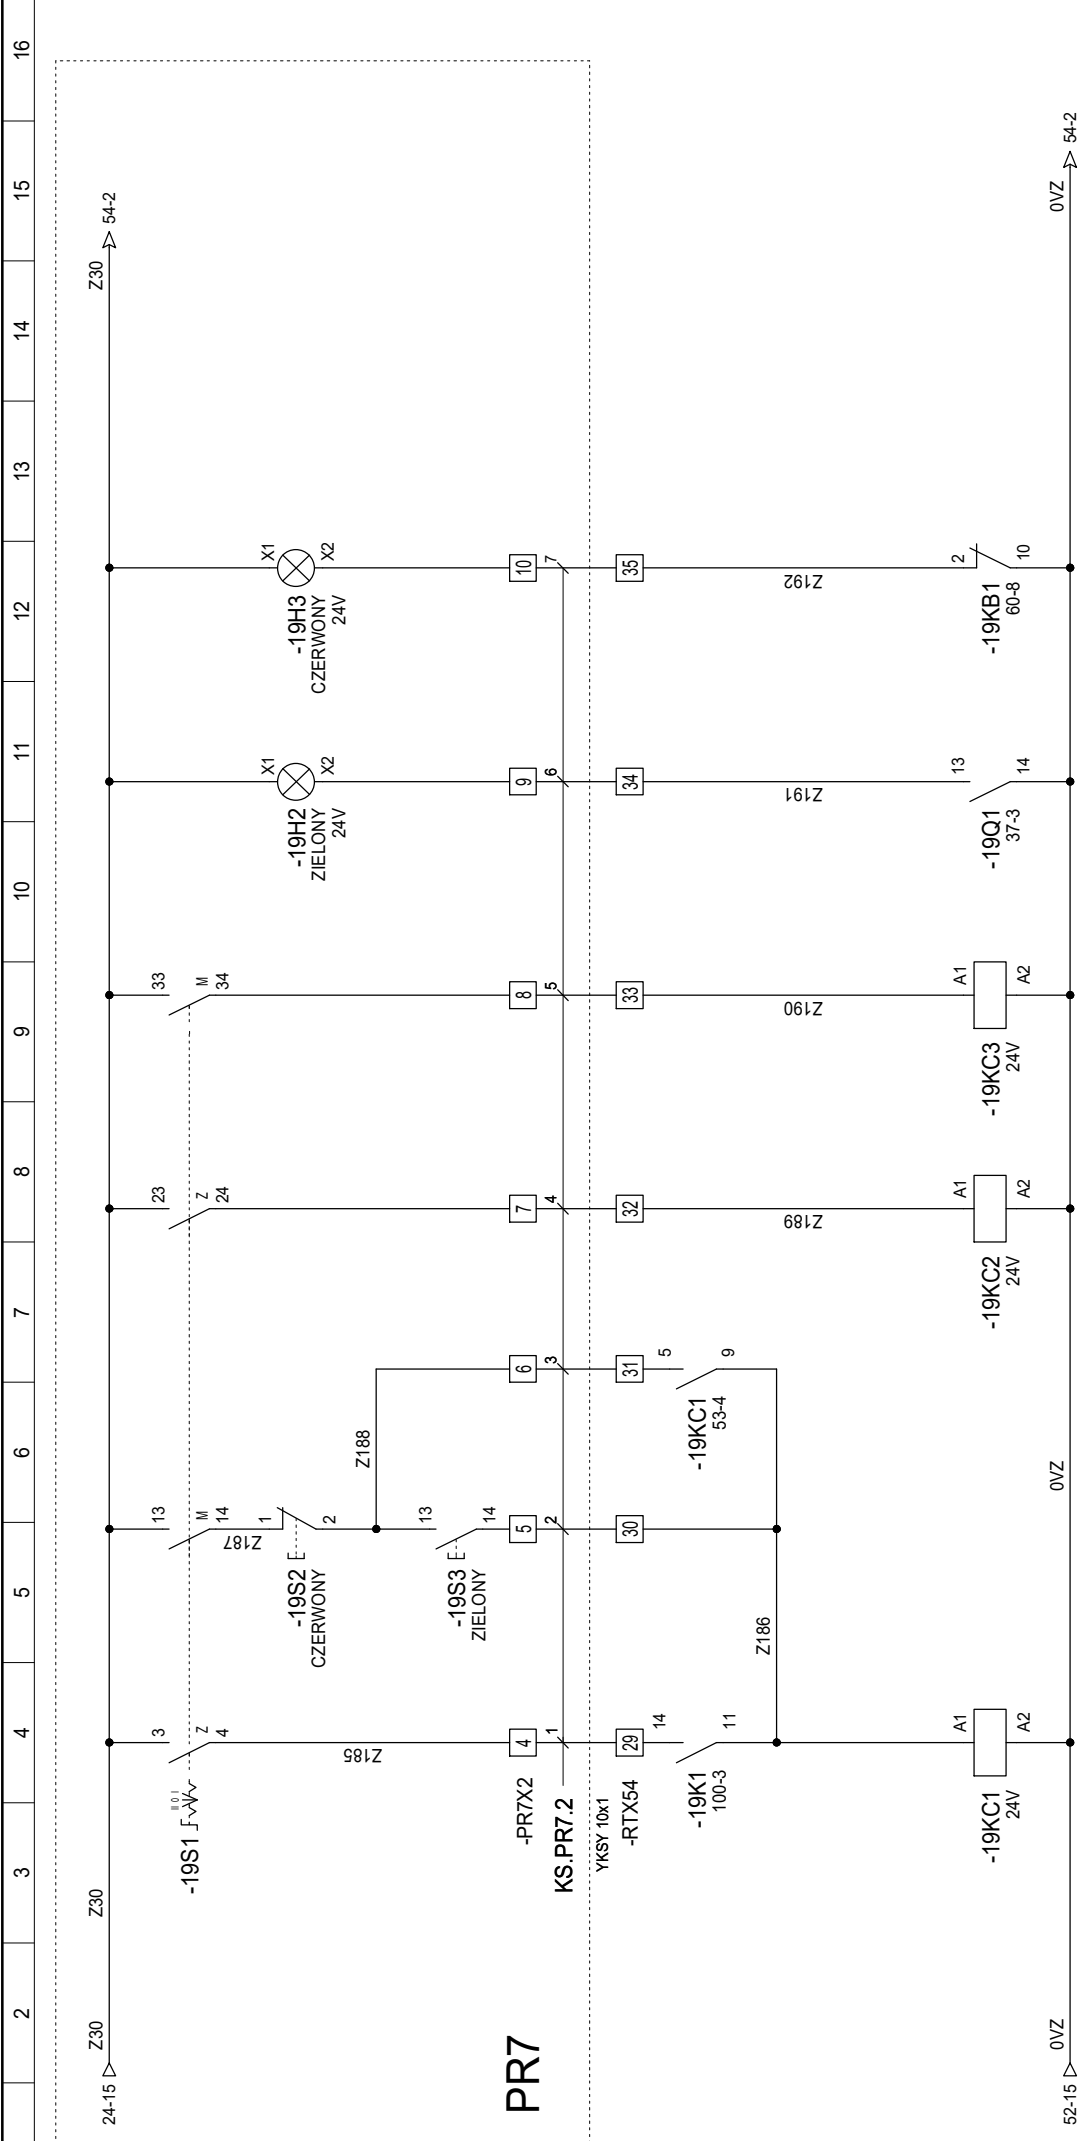 2 3 4 5 6 7 8 9 10 11 12 13 14 15 16
24-15 Z30 Z30 Z30 54-2
3 13 23 33
Z M Z M
4 14 24 34
-19S1
II 0 I
Z187
1
2
-19S2
CZERWONY
X1
X2
-19H2
ZIELONY
24V
X1
X2
-19H3
CZERWONY
24V
Z185
Z188
13
14
-19S3
ZIELONY
PR7
-PR7X2
4 5 6 7 8 9 10
1 2 3 4 5 6 7
KS.PR7.2
YKSY 10x1
-RTX54
29 30 31 32 33 34 35
14
11
-19K1
100-3
5
9
-19KC1
53-4
Z186
Z189 Z190 Z191 Z192
A1
A2
-19KC1
24V
A1
A2
-19KC2
24V
A1
A2
-19KC3
24V
13
14
-19Q1
37-3
2
10
-19KB1
60-8
52-15 0VZ 0VZ 0VZ 54-2